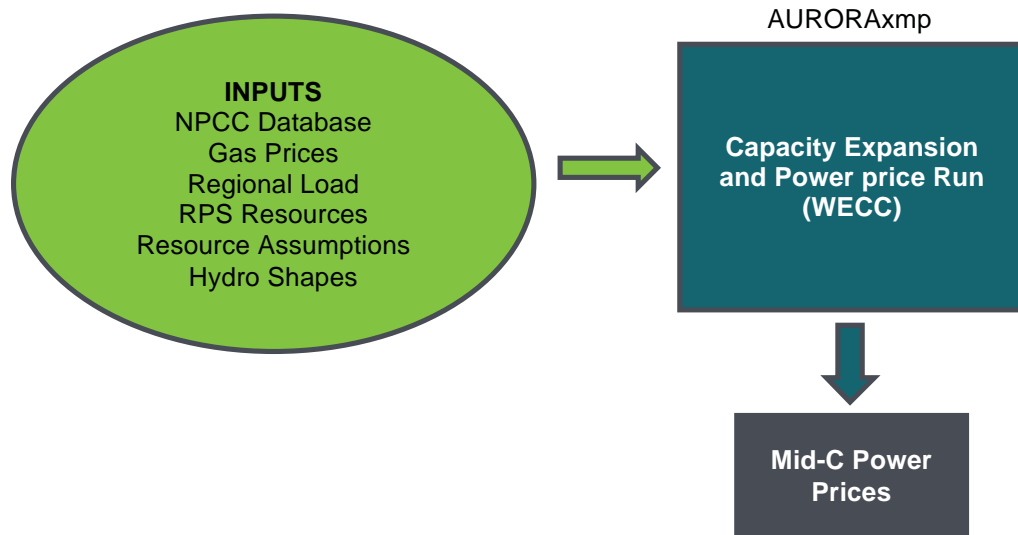 INPUTS
NPCC Database
Gas Prices
Regional Load
RPS Resources
Resource Assumptions
Hydro Shapes
AURORAxmp
Capacity Expansion
and Power price Run
(WECC)
Mid-C Power
Prices